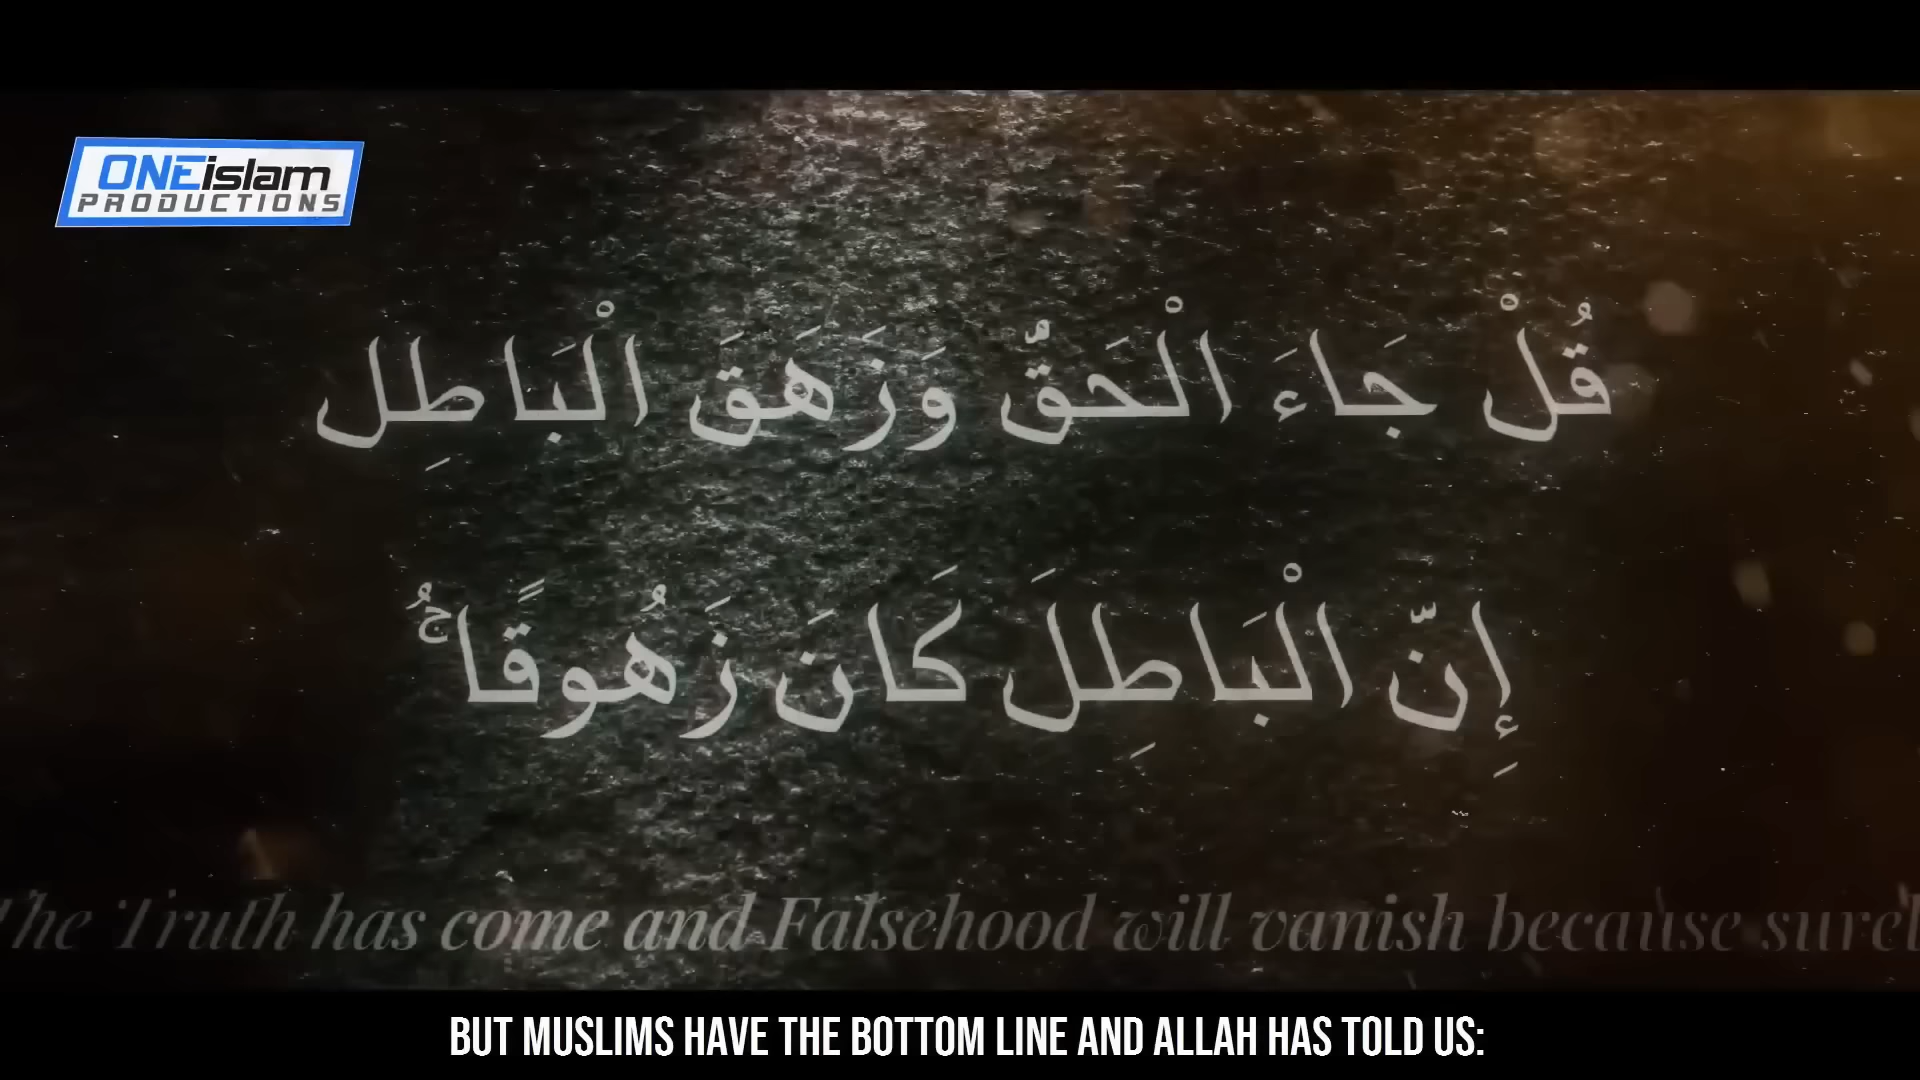 ONEislam
PRODUCTIONS
قُلْ جَاءَ الْحَقُّ وَزَهَقَ الْبَاطِل
إِنّ الْبَاطِلَ كَانَ زَهُوقًا ۚ
The Truth has come and Falsehood will vanish because surel
BUT MUSLIMS HAVE THE BOTTOM LINE AND ALLAH HAS TOLD US: